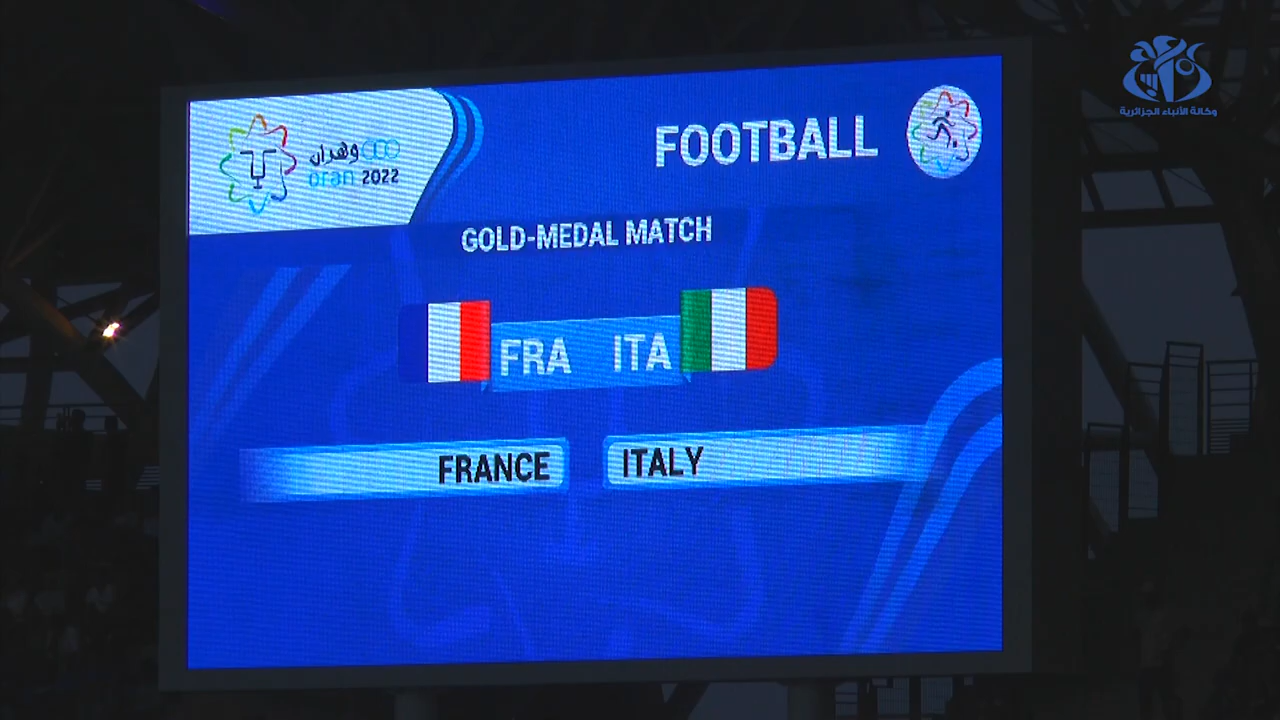 وكالة الأنباء الجزائرية
FOOTBALL
وهران
oran 2022
GOLD-MEDAL MATCH
FRA ITA
FRANCE ITALY